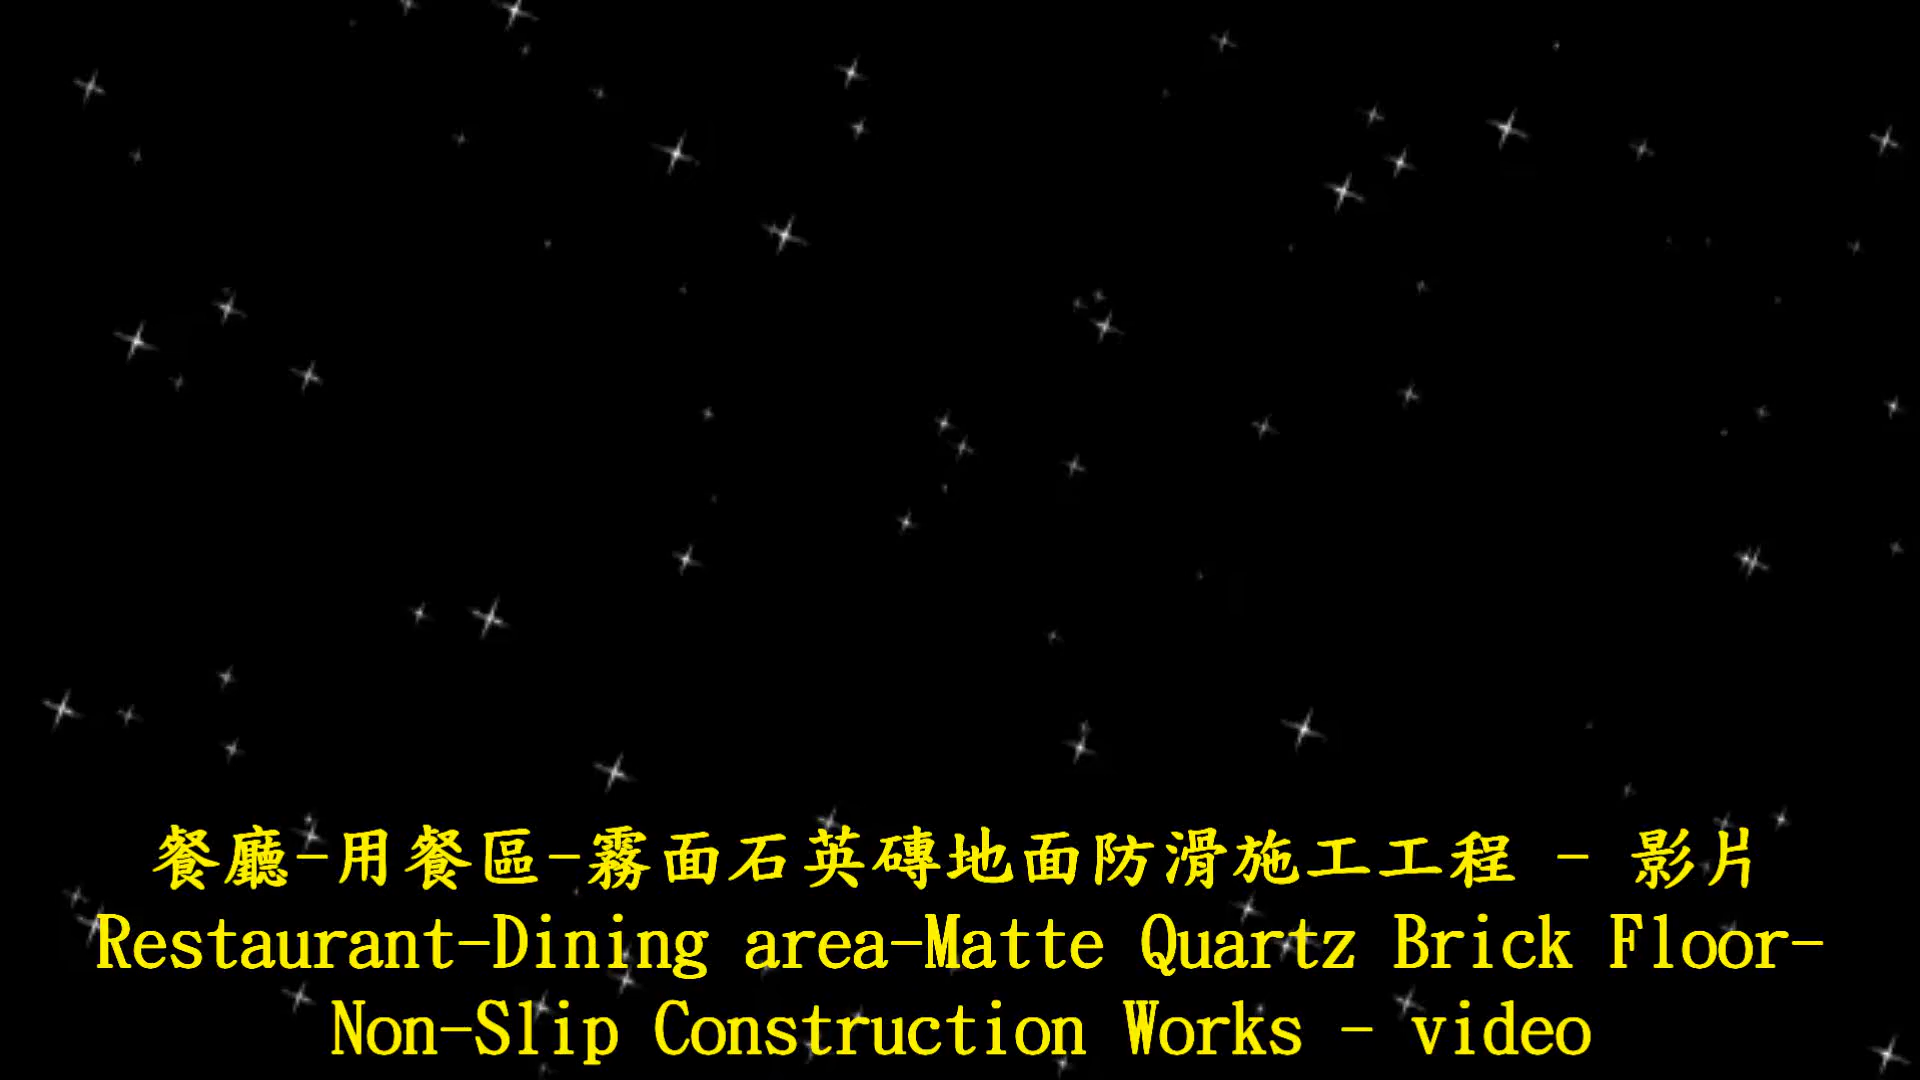 餐廳-用餐區-霧面石英磚地面防滑施工工程 - 影片
Restaurant-Dining area-Matte Quartz Brick Floor-
Non-Slip Construction Works - video